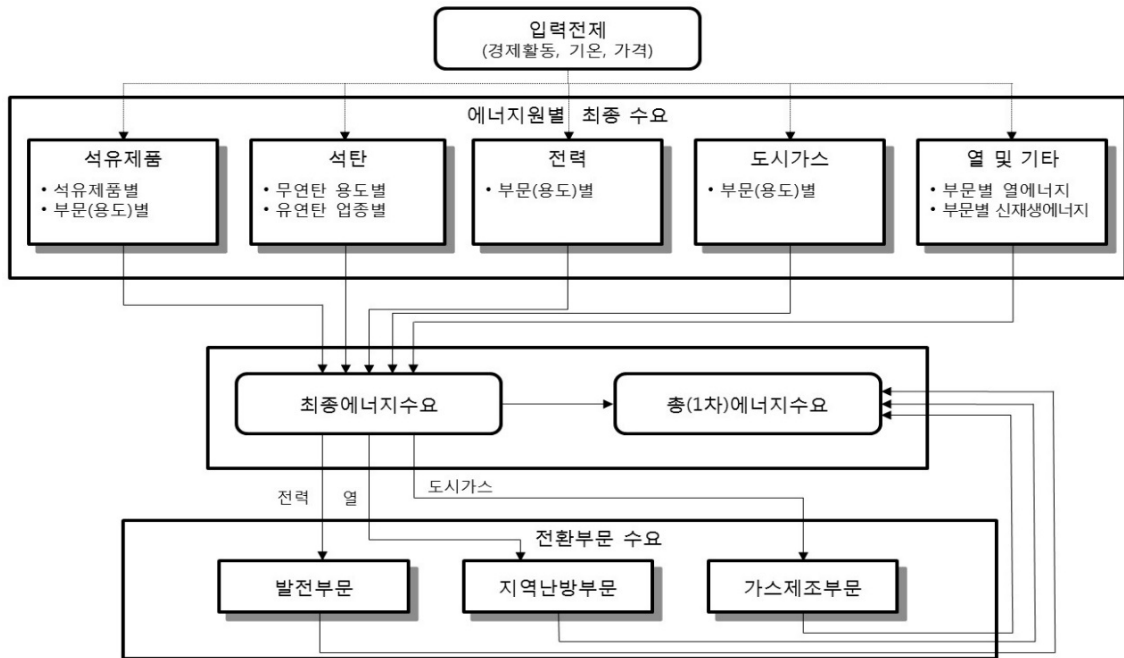 입력전제
(경제활동, 기온, 가격)
에너지원별 최종 수요
석유제품
• 석유제품별
• 부문(용도)별
석탄
• 무연탄 용도별
• 유연탄 업종별
전력
• 부문(용도)별
도시가스
• 부문(용도)별
열 및 기타
• 부문별 열에너지
• 부문별 신재생에너지
최종에너지수요
총(1차)에너지수요
전력
열
도시가스
전환부문 수요
발전부문
지역난방부문
가스제조부문